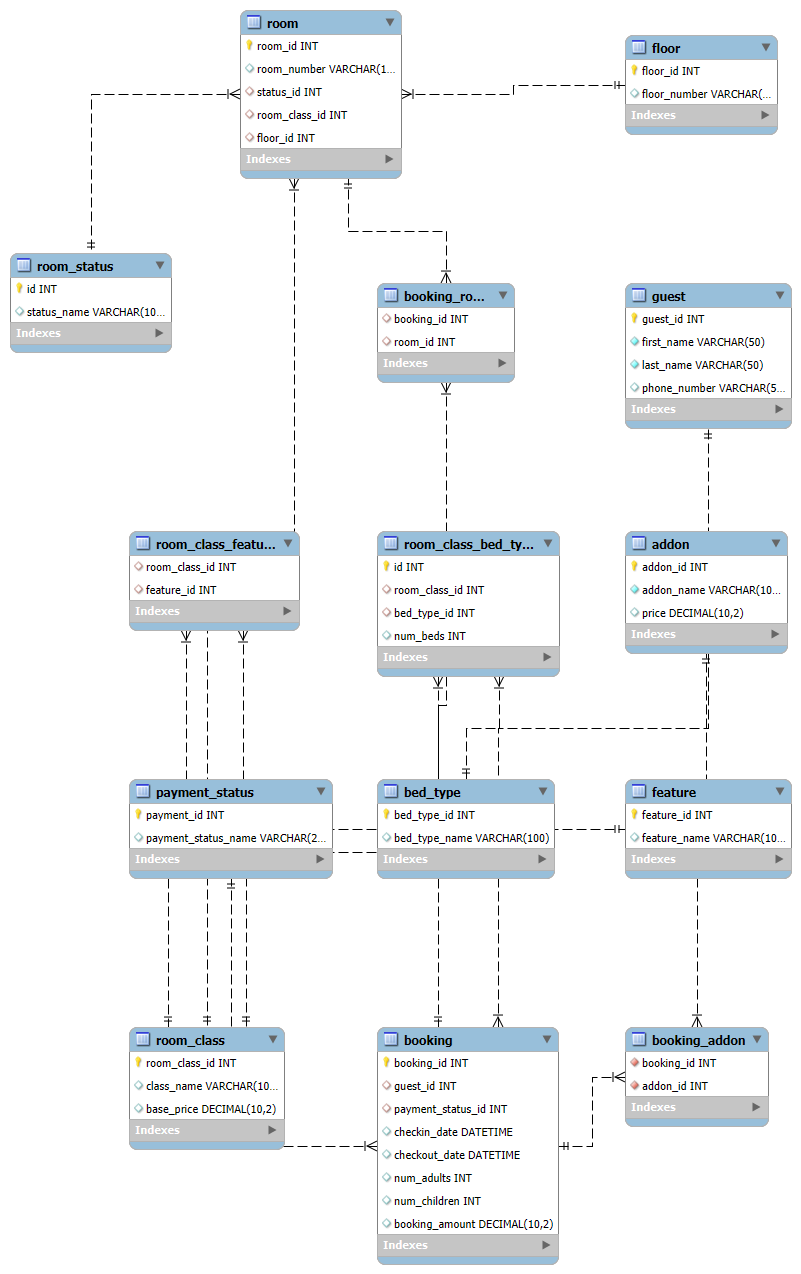 room
room_id INT
room_number VARCHAR(1...
status_id INT
room_class_id INT
floor_id INT
Indexes
floor
floor_id INT
floor_number VARCHAR(...
Indexes
room_status
id INT
status_name VARCHAR(10...
Indexes
booking_ro...
booking_id INT
room_id INT
Indexes
guest
guest_id INT
first_name VARCHAR(50)
last_name VARCHAR(50)
phone_number VARCHAR(5...
Indexes
room_class_featu...
room_class_id INT
feature_id INT
Indexes
room_class_bed_ty...
id INT
room_class_id INT
bed_type_id INT
num_beds INT
Indexes
addon
addon_id INT
addon_name VARCHAR(10...
price DECIMAL(10,2)
Indexes
payment_status
payment_id INT
payment_status_name VARCHAR(2...
Indexes
bed_type
bed_type_id INT
bed_type_name VARCHAR(100)
Indexes
feature
feature_id INT
feature_name VARCHAR(10...
Indexes
room_class
room_class_id INT
class_name VARCHAR(10...
base_price DECIMAL(10,2)
Indexes
booking
booking_id INT
guest_id INT
payment_status_id INT
checkin_date DATETIME
checkout_date DATETIME
num_adults INT
num_children INT
booking_amount DECIMAL(10,2)
Indexes
booking_addon
booking_id INT
addon_id INT
Indexes